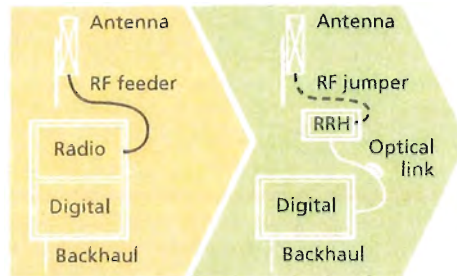 Antenna
RF feeder
Radio
Digital
Backhaul
Antenna
RF jumper
RRH
Optical
link
Digital
Backhaul